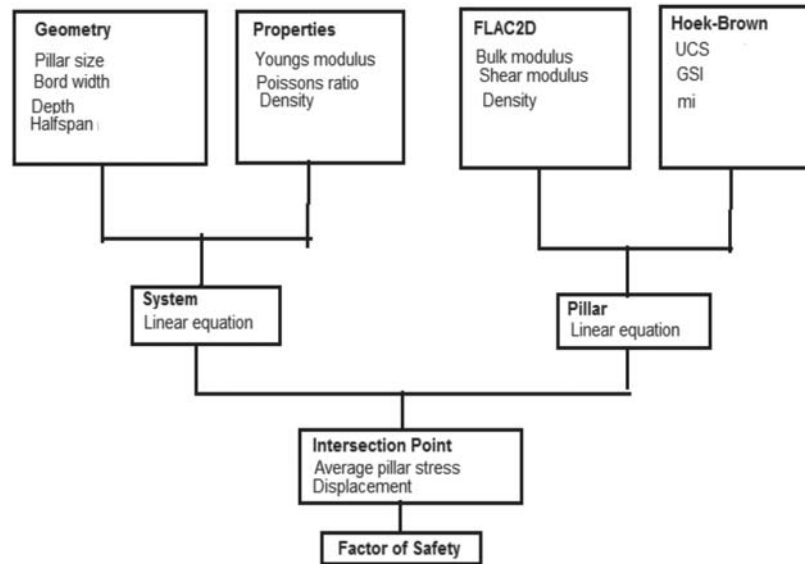 Geometry
Pillar size
Bord width
Depth
Halfspan
Properties
Youngs modulus
Poissons ratio
Density
FLAC2D
Bulk modulus
Shear modulus
Density
Hoek-Brown
UCS
GSI
mi
System
Linear equation
Pillar
Linear equation
Intersection Point
Average pillar stress
Displacement
Factor of Safety